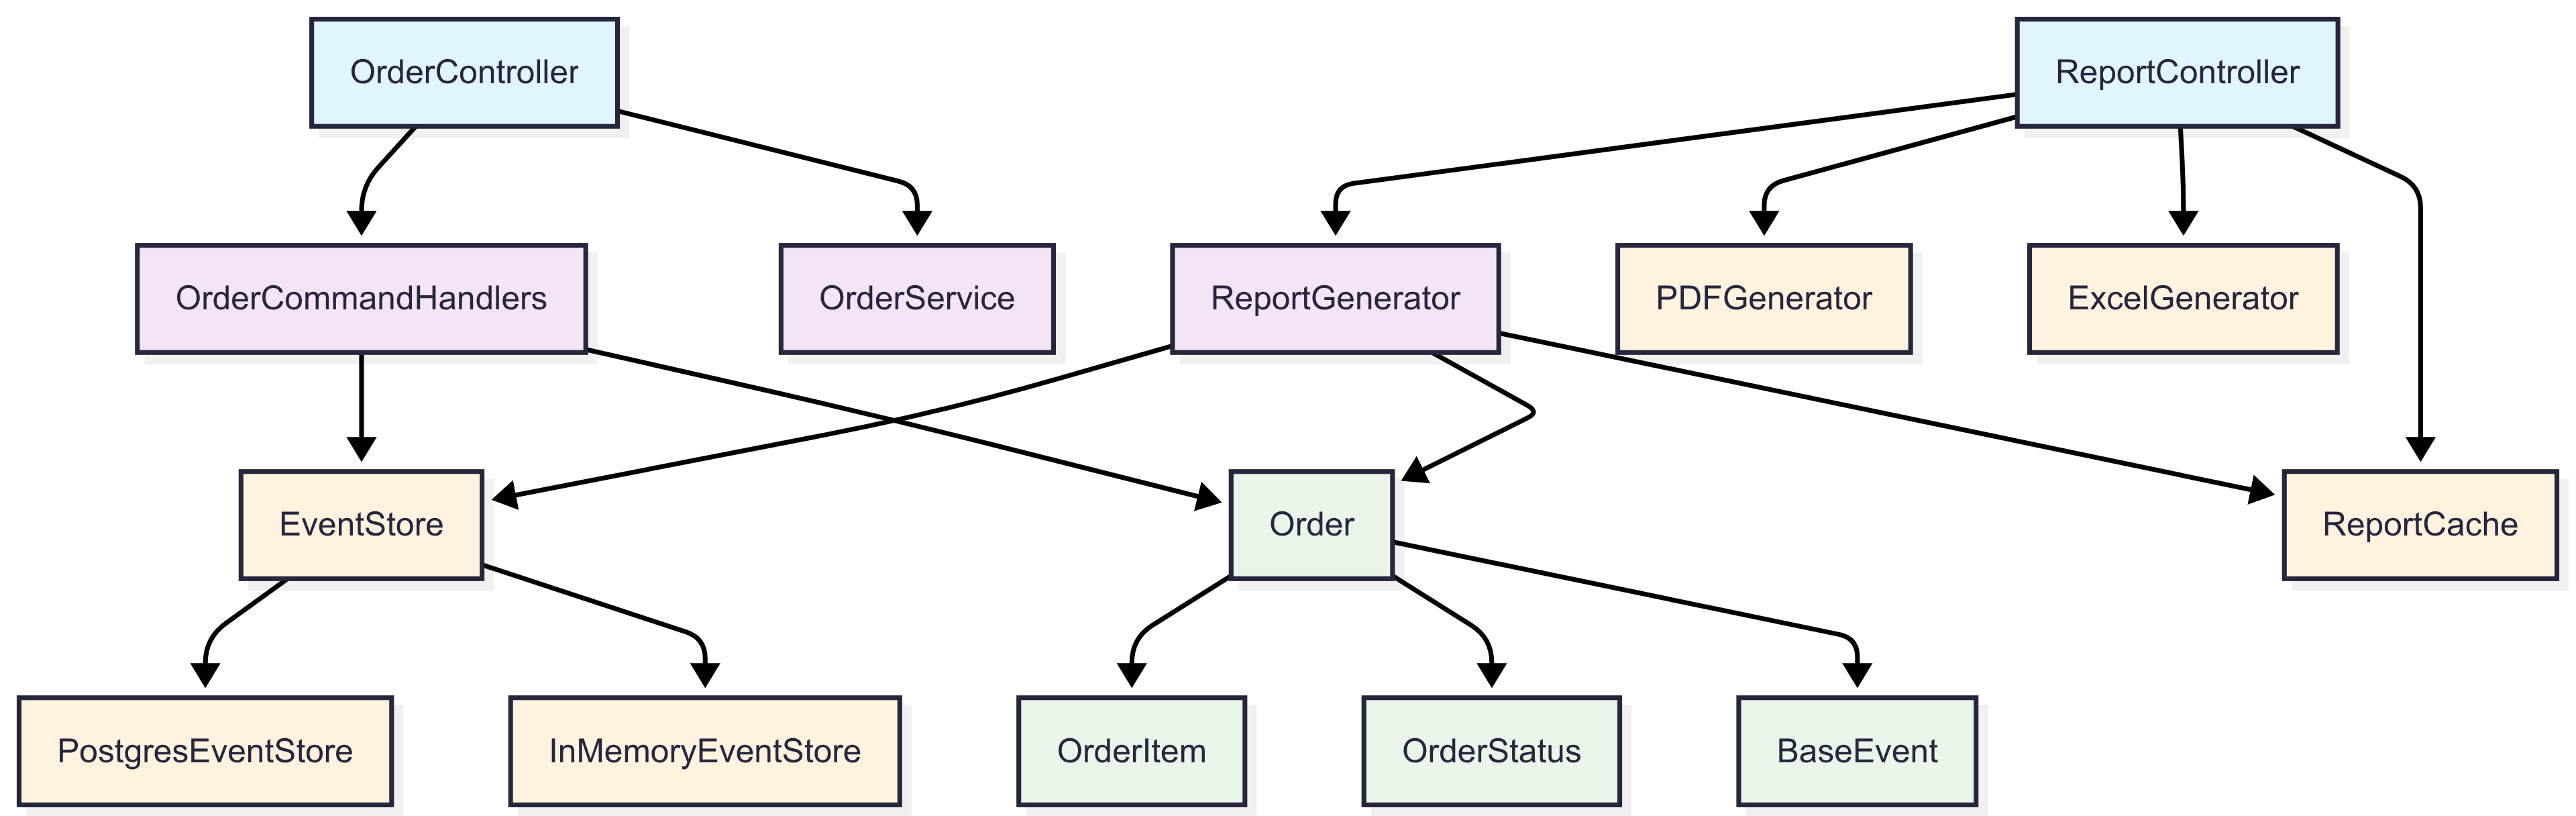 OrderController
ReportController
OrderCommandHandlers
OrderService
ReportGenerator
PDFGenerator
ExcelGenerator
EventStore
Order
ReportCache
PostgresEventStore
InMemoryEventStore
OrderItem
OrderStatus
BaseEvent